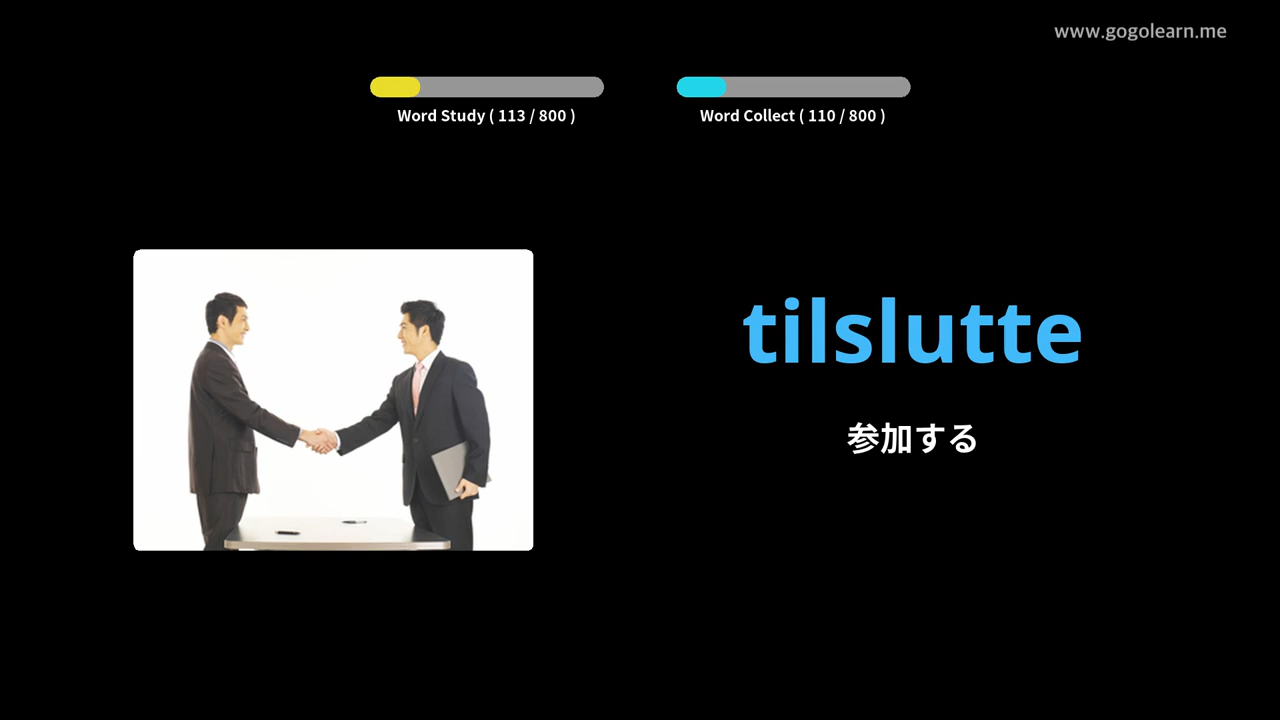 www.gogolearn.me
Word Study ( 113 / 800 )
Word Collect ( 110 / 800 )
tilslutte
参加する